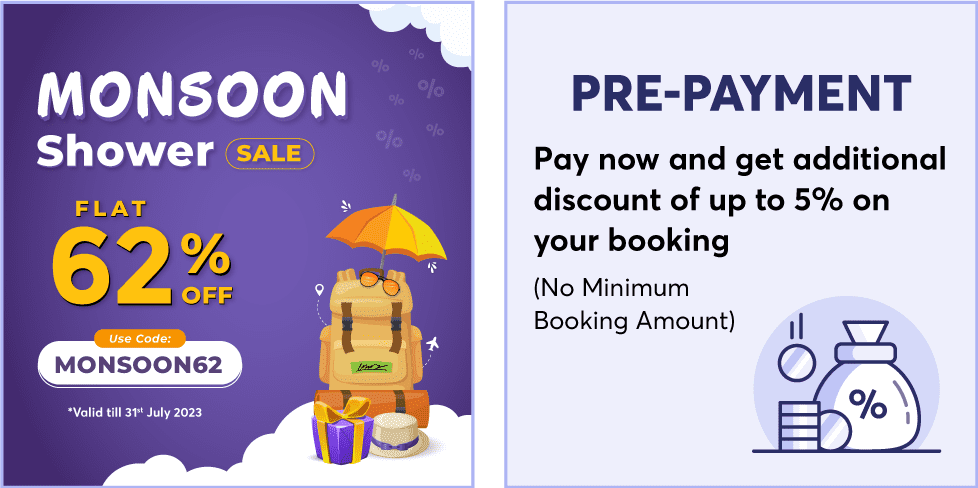 MONSOON
Shower SALE
FLAT
62%
OFF
Use Code:
MONSOON62
*Valid till 31st July 2023
PRE-PAYMENT
Pay now and get additional
discount of up to 5% on
your booking
(No Minimum
Booking Amount)
%